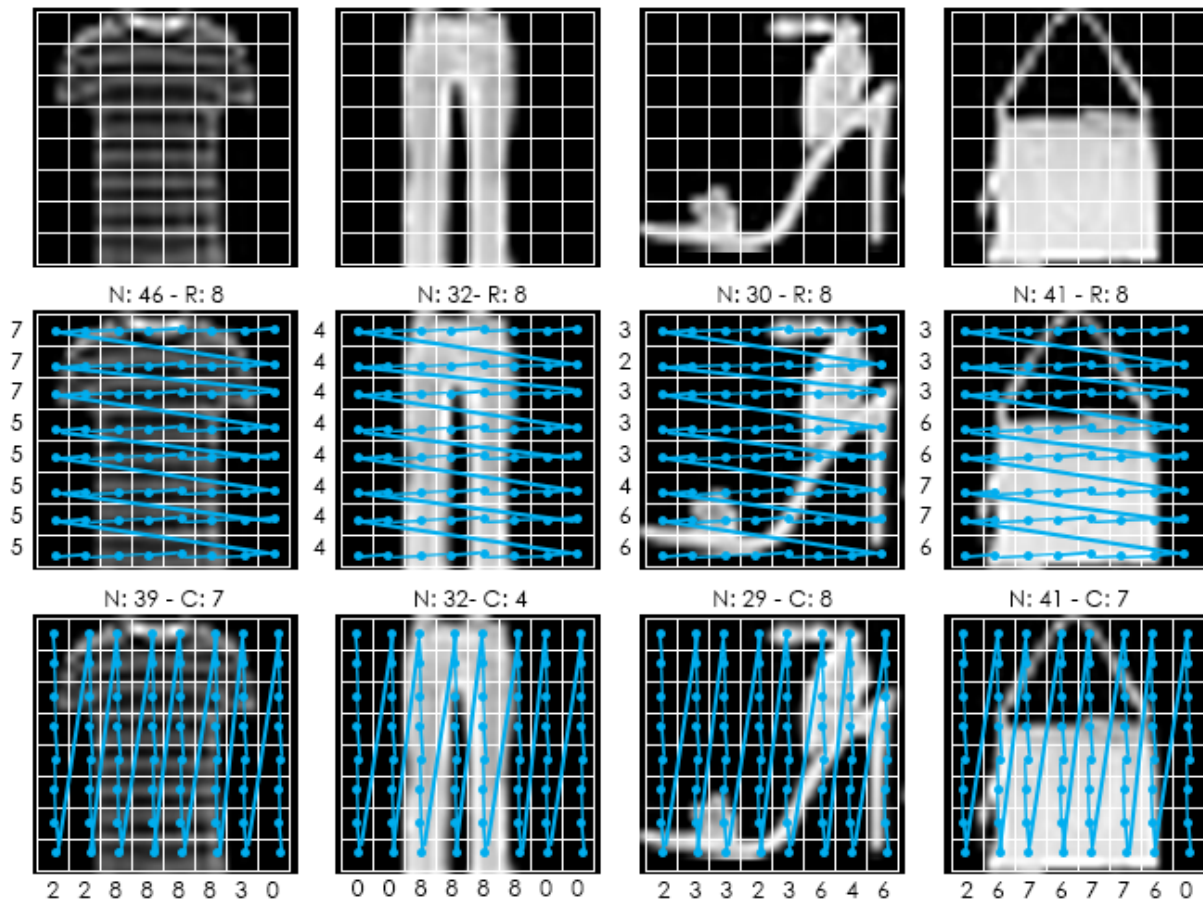 N: 46 - R: 8
N: 32- R: 8
N: 30 - R: 8
N: 41 - R: 8
7 4 3 3
7 4 2 3
7 4 3 3
5 4 3 6
5 4 3 6
5 4 4 7
5 4 6 7
5 4 6 6
N: 39 - C: 7
N: 32- C: 4
N: 29 - C: 8
N: 41 - C: 7
2 2 8 8 8 8 3 0
0 0 8 8 8 8 0 0
2 3 3 2 3 6 4 6
2 6 7 6 7 7 6 0